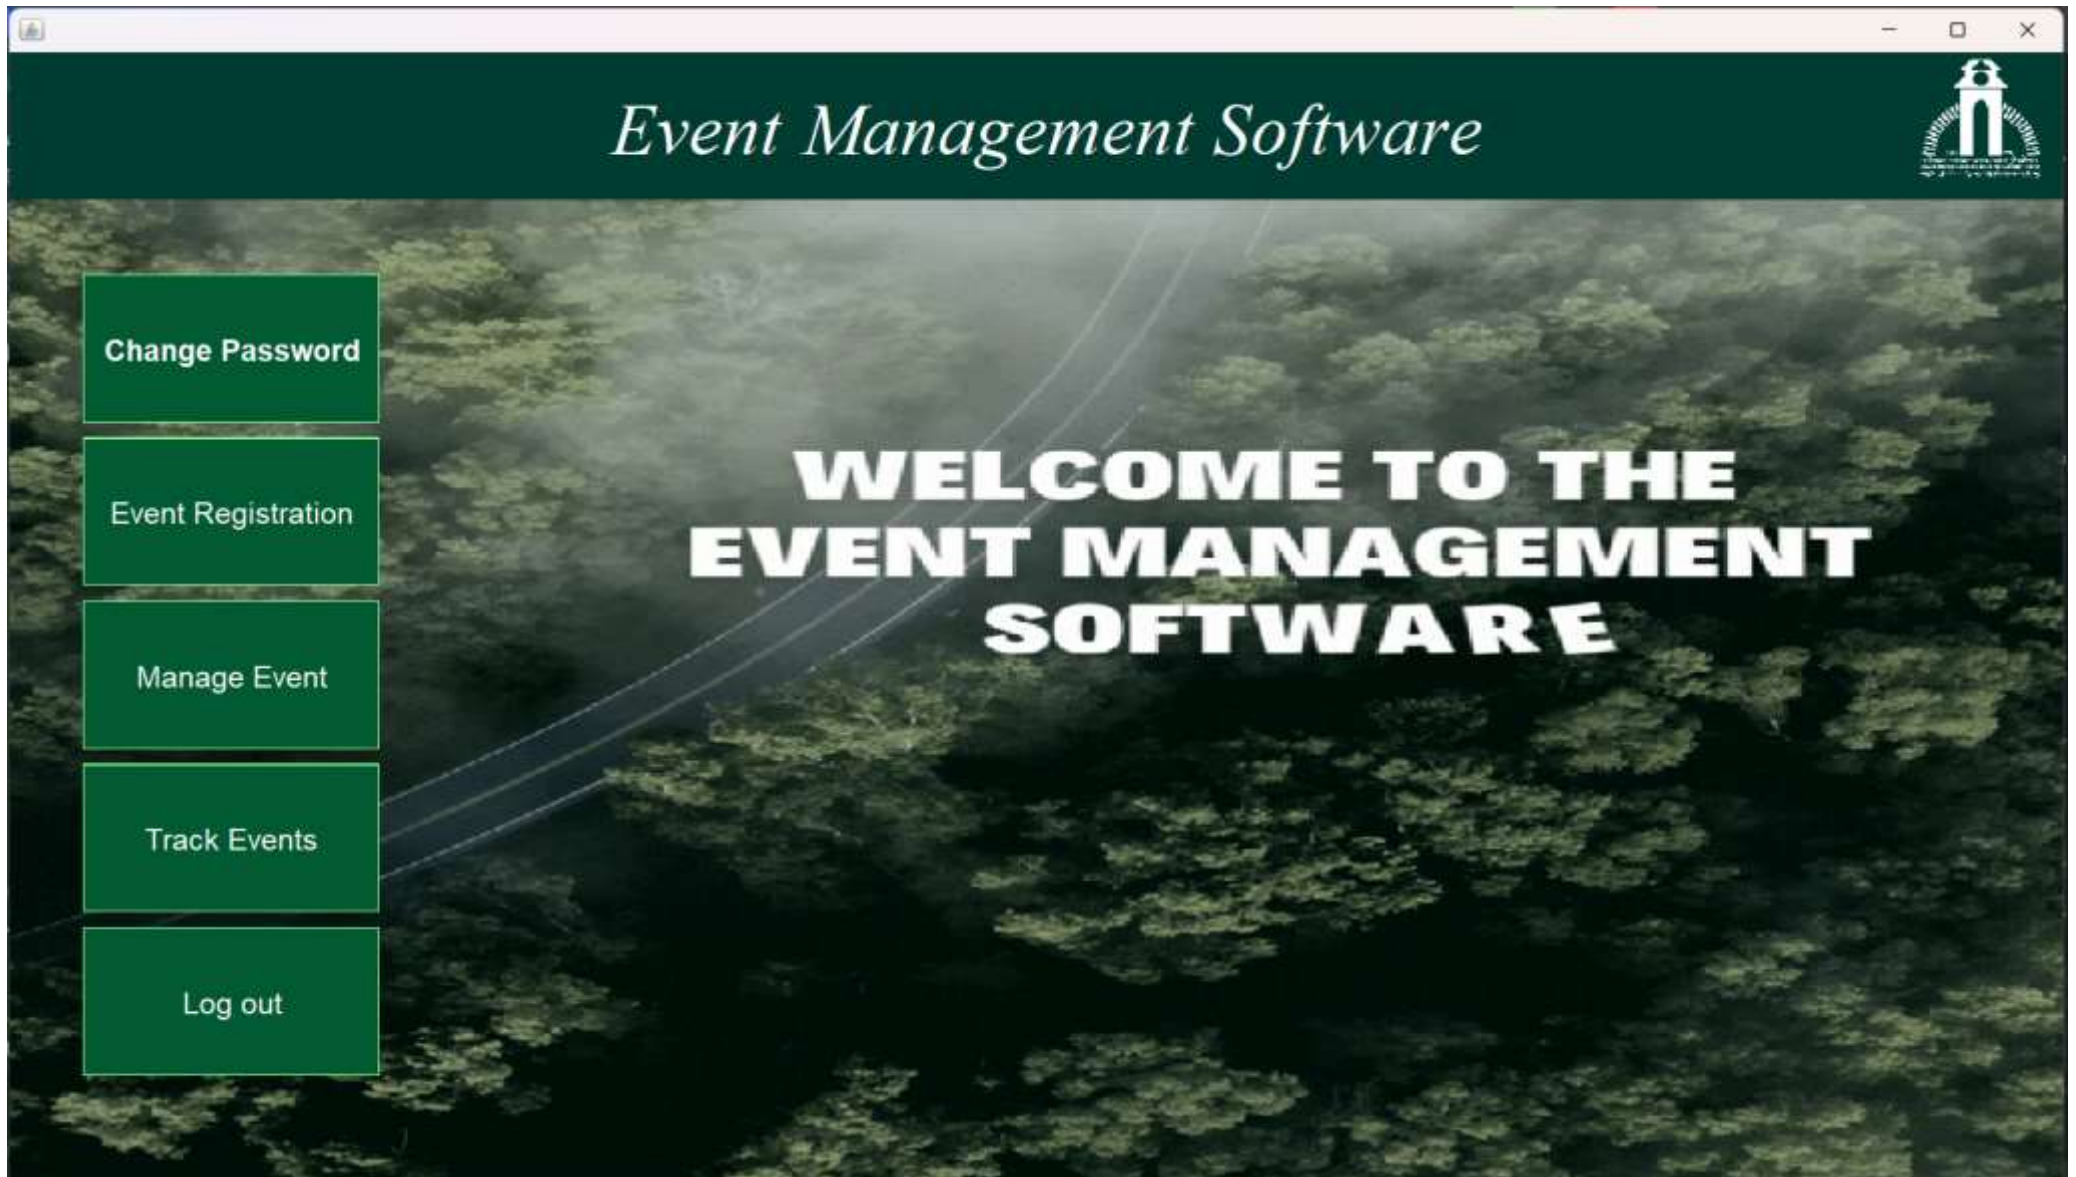 Event Management Software
Change Password
Event Registration
Manage Event
Track Events
Log out
WELCOME TO THE
EVENT MANAGEMENT
SOFTWARE